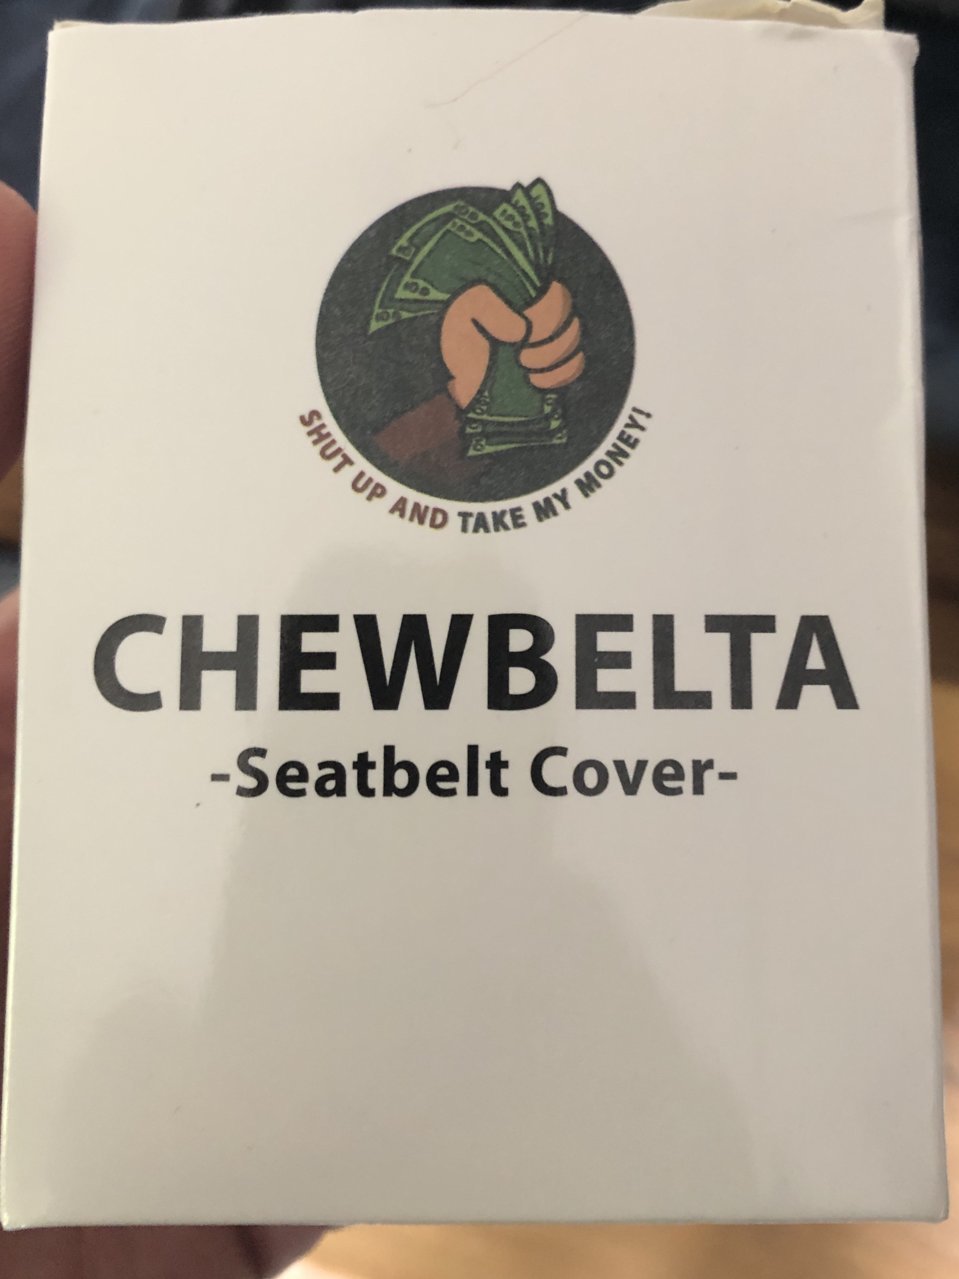 SHUT UP AND TAKE MY MONEY!
CHEWBELTA
-Seatbelt Cover-